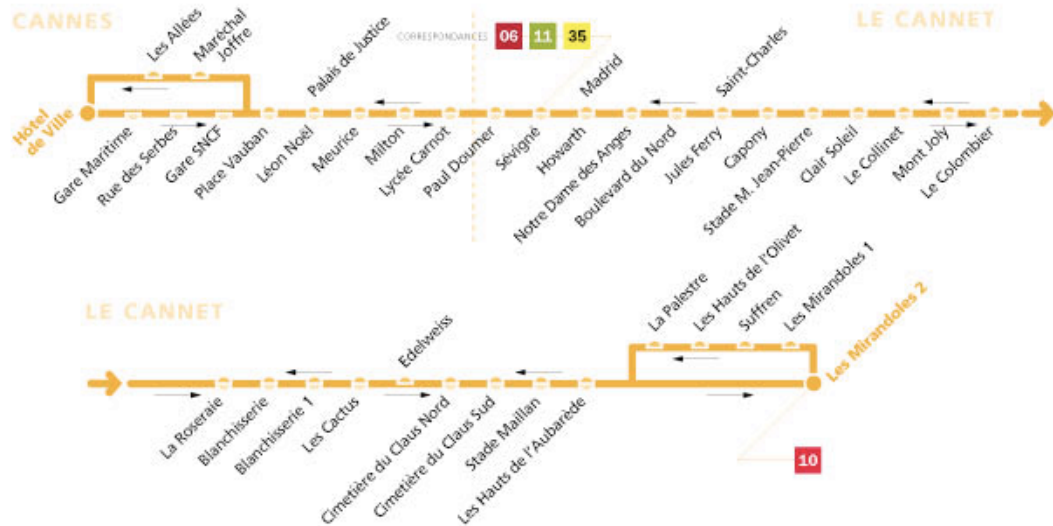 CANNES
LE CANNET
CORRESPONDANCES 06 11 35
Les Allées
Maréchal
Joffre
Palais de Justice
Madrid
Saint-Charles
Hôtel
de Ville
Gare Maritime
Rue des Serbes
Gare SNCF
Place Vauban
Léon Noël
Meurice
Milton
Lycée Carnot
Paul Doumer
Sévigné
Howarth
Notre Dame des Anges
Boulevard du Nord
Jules Ferry
Capony
Stade M. Jean-Pierre
Clair Soleil
Le Collinet
Mont Joly
Le Colombier
LE CANNET
Edelweiss
La Palestre
Les Hauts de l'Olivet
Suffren
Les Mirandoles 1
Les Mirandoles 2
La Roseraie
Blanchisserie
Blanchisserie 1
Les Cactus
Cimetière du Claus Nord
Cimetière du Claus Sud
Stade Maillan
Les Hauts de l'Aubarède
10